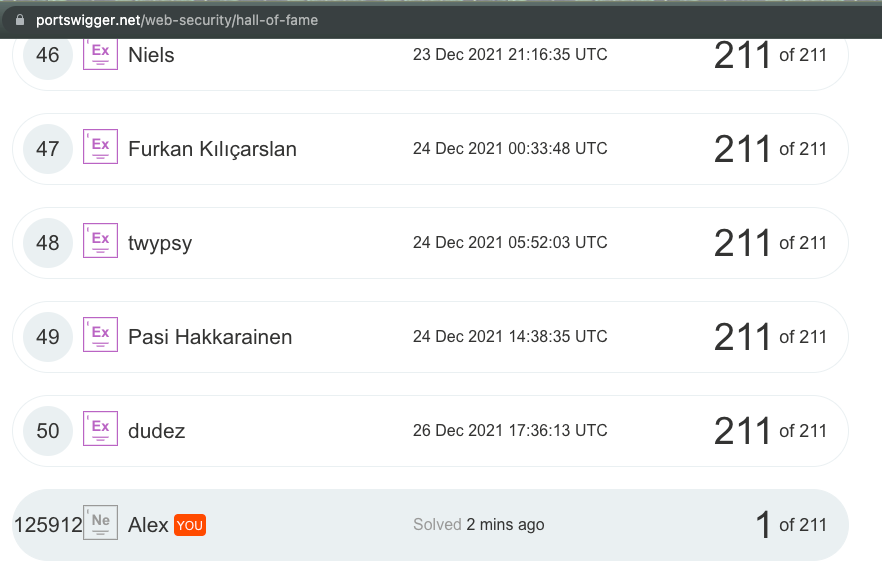 portswigger.net/web-security/hall-of-fame
46 Ex Niels 23 Dec 2021 21:16:35 UTC 211 of 211
47 Ex Furkan Kılıçarslan 24 Dec 2021 00:33:48 UTC 211 of 211
48 Ex twypsy 24 Dec 2021 05:52:03 UTC 211 of 211
49 Ex Pasi Hakkarainen 24 Dec 2021 14:38:35 UTC 211 of 211
50 Ex dudez 26 Dec 2021 17:36:13 UTC 211 of 211
125912 Ne Alex YOU Solved 2 mins ago 1 of 211